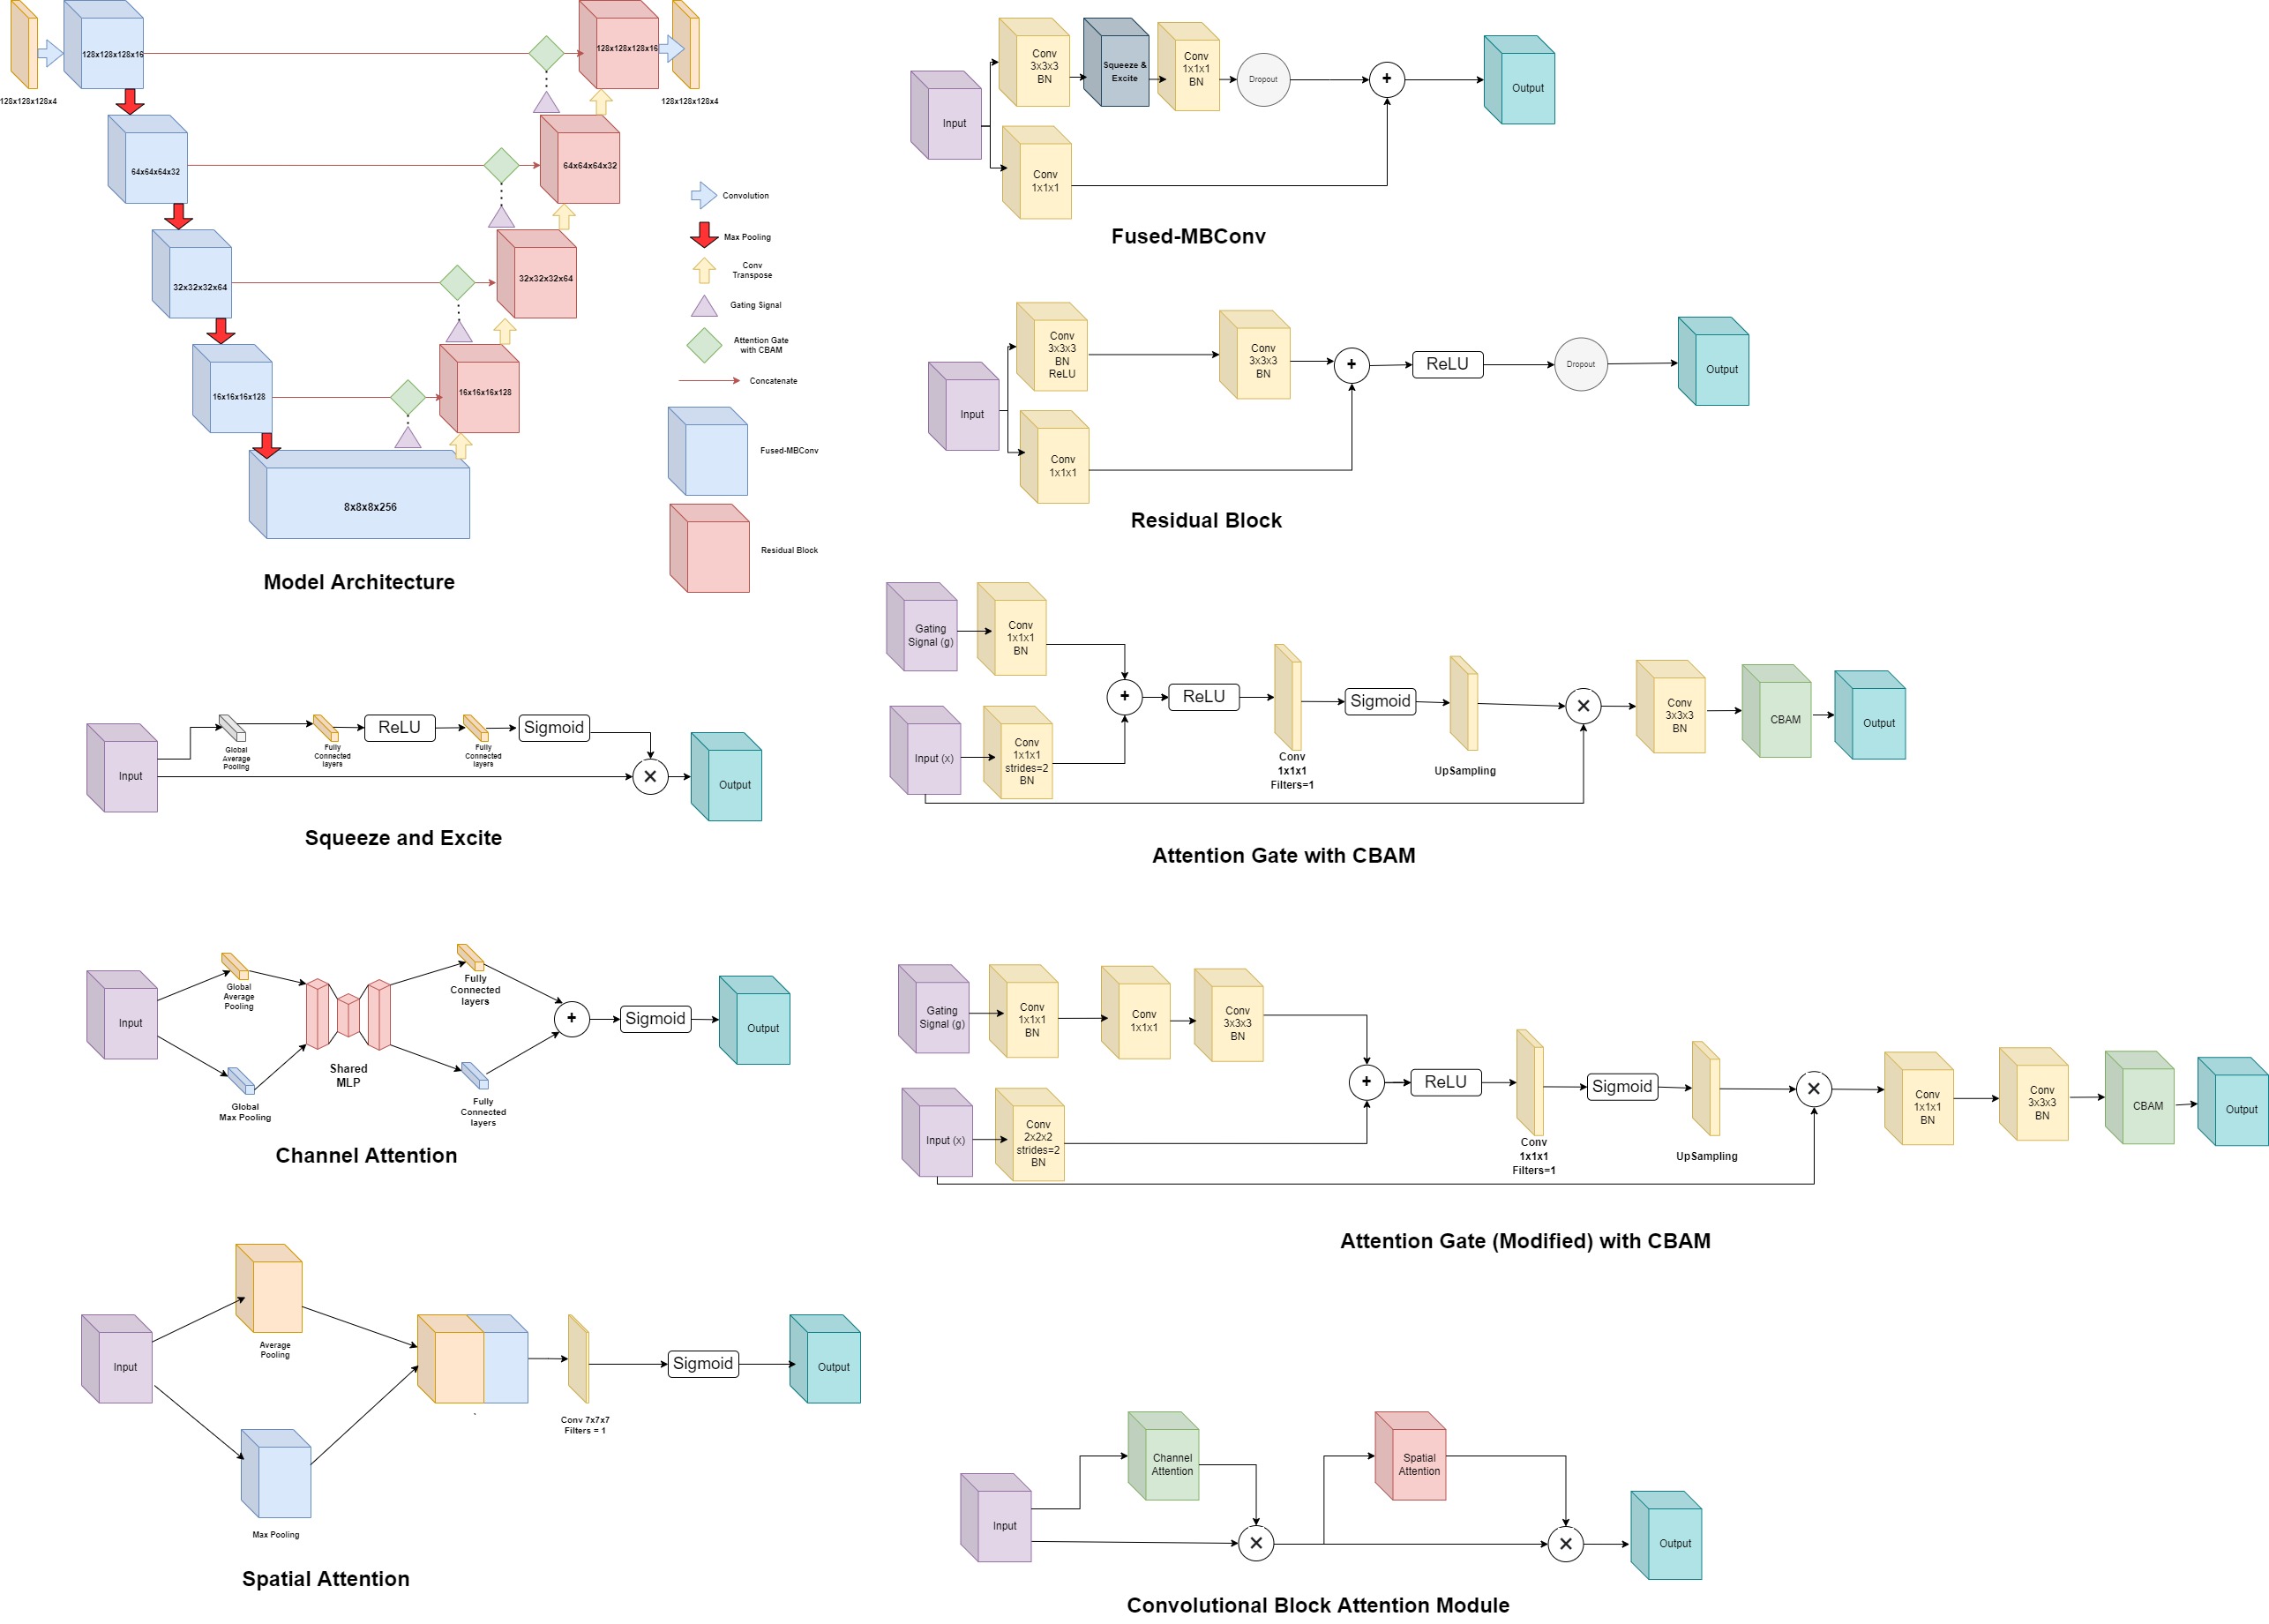 128x128x128x4
128x128x128x16
64x64x64x32
32x32x32x64
16x16x16x128
8x8x8x256
16x16x16x128
32x32x32x64
64x64x64x32
128x128x128x16
128x128x128x4
Convolution
Max Pooling
Conv
Transpose
Gating Signal
Attention Gate
with CBAM
Concatenate
Fused-MBConv
Residual Block
Model Architecture
Input
Conv
3x3x3
BN
Squeeze &
Excite
Conv
1x1x1
BN
Dropout
+
Output
Conv
1x1x1
Fused-MBConv
Input
Conv
3x3x3
BN
ReLU
Conv
3x3x3
BN
+
ReLU
Dropout
Output
Conv
1x1x1
Residual Block
Input
Global
Average
Pooling
Fully
Connected
layers
ReLU
Fully
Connected
layers
Sigmoid
×
Output
Squeeze and Excite
Gating
Signal (g)
Conv
1x1x1
BN
Input (x)
Conv
1x1x1
strides=2
BN
+
ReLU
Conv
1x1x1
Filters=1
Sigmoid
UpSampling
×
Conv
3x3x3
BN
CBAM
Output
Attention Gate with CBAM
Input
Global
Average
Pooling
Global
Max Pooling
Shared
MLP
Fully
Connected
layers
Fully
Connected
layers
+
Sigmoid
Output
Channel Attention
Gating
Signal (g)
Conv
1x1x1
BN
Conv
1x1x1
Conv
3x3x3
BN
Input (x)
Conv
2x2x2
strides=2
BN
+
ReLU
Conv
1x1x1
Filters=1
Sigmoid
UpSampling
×
Conv
1x1x1
BN
Conv
3x3x3
BN
CBAM
Output
Attention Gate (Modified) with CBAM
Input
Average
Pooling
Max Pooling
.
Conv 7x7x7
Filters = 1
Sigmoid
Output
Spatial Attention
Input
Channel
Attention
×
Spatial
Attention
×
Output
Convolutional Block Attention Module